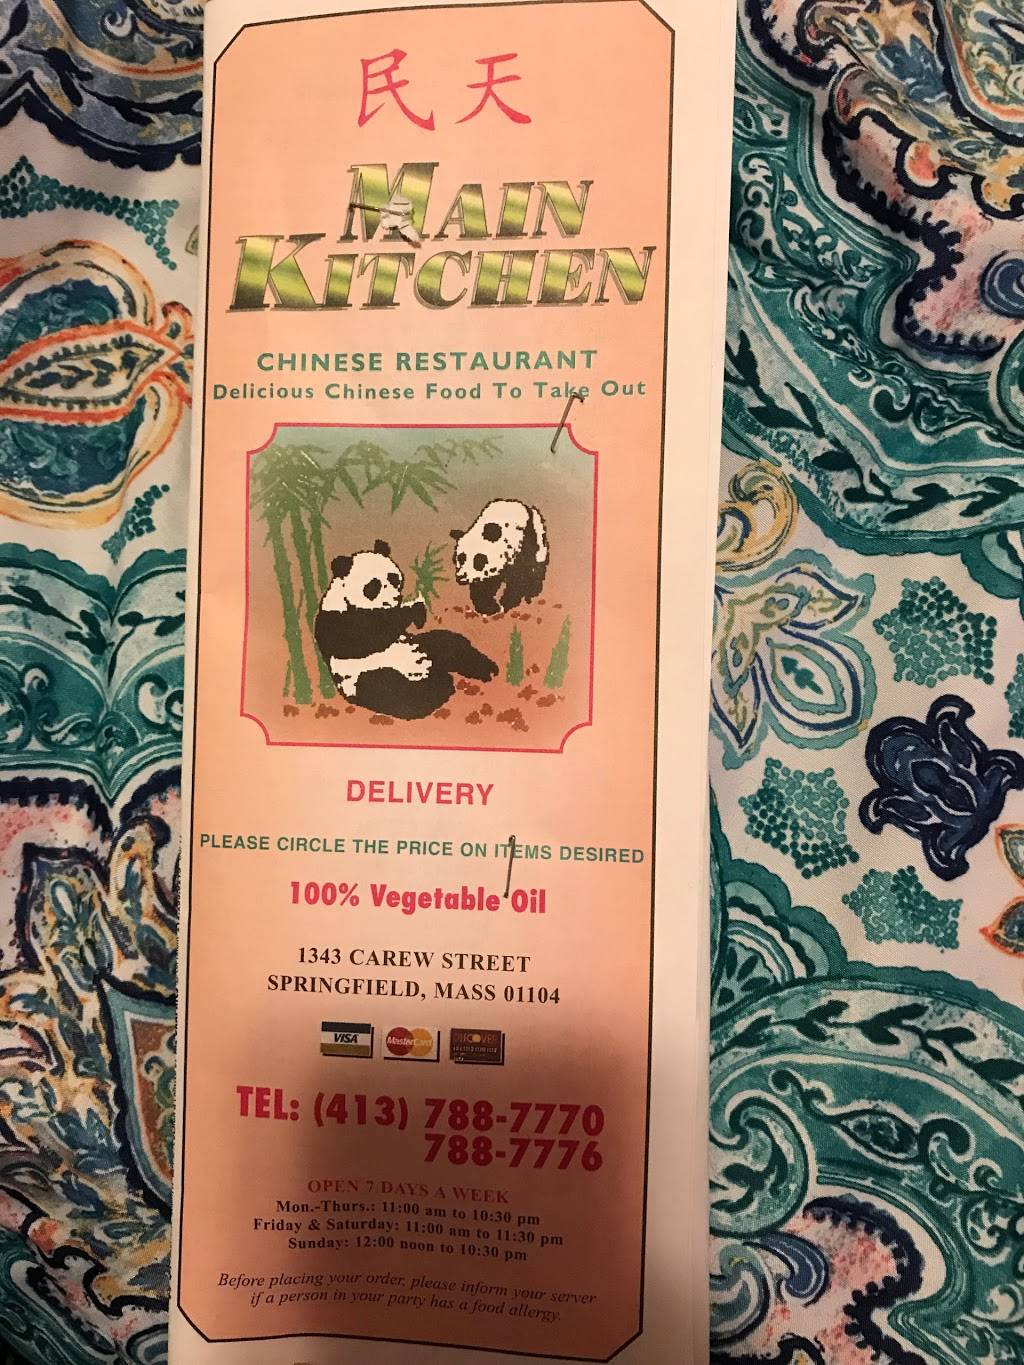 民天
MAIN
KITCHEN
CHINESE RESTAURANT
Delicious Chinese Food To Take Out
DELIVERY
PLEASE CIRCLE THE PRICE ON ITEMS DESIRED
100% Vegetable Oil
1343 CAREW STREET
SPRINGFIELD, MASS 01104
VISA MasterCard DISCOVER
TEL: (413) 788-7770
788-7776
OPEN 7 DAYS A WEEK
Mon.-Thurs.: 11:00 am to 10:30 pm
Friday & Saturday: 11:00 am to 11:30 pm
Sunday: 12:00 noon to 10:30 pm
Before placing your order, please inform your server
if a person in your party has a food allergy.